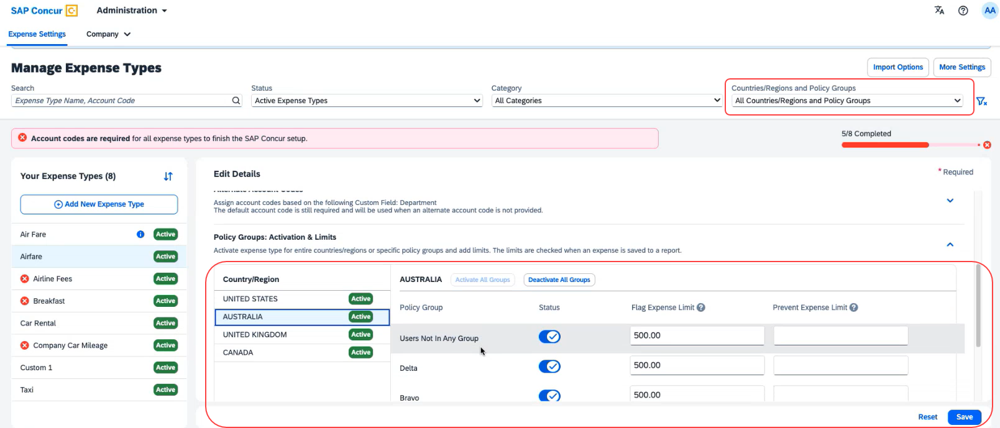 SAP Concur C Administration AA
Expense Settings Company
Manage Expense Types
Import Options More Settings
Search Status Category Countries/Regions and Policy Groups
Expense Type Name, Account Code Active Expense Types All Categories All Countries/Regions and Policy Groups
Account codes are required for all expense types to finish the SAP Concur setup.
5/8 Completed
Your Expense Types (8)
Add New Expense Type
Air Fare Active
Airfare Active
Airline Fees Active
Breakfast Active
Car Rental Active
Company Car Mileage Active
Custom 1 Active
Taxi Active
Edit Details
* Required
Alternate Account Codes
Assign account codes based on the following Custom Field: Department
The default account code is still required and will be used when an alternate account code is not provided.
Policy Groups: Activation & Limits
Activate expense type for entire countries/regions or specific policy groups and add limits. The limits are checked when an expense is saved to a report.
Country/Region
UNITED STATES Active
AUSTRALIA Active
UNITED KINGDOM Active
CANADA Active
AUSTRALIA Activate All Groups Deactivate All Groups
Policy Group Status Flag Expense Limit ? Prevent Expense Limit ?
Users Not In Any Group 500.00
Delta 500.00
Bravo 500.00
Reset Save